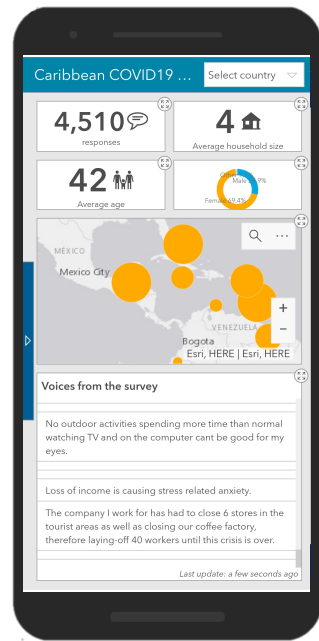 Caribbean COVID19 ...
Select country
4,510
responses
4
Average household size
42
Average age
Other
Male
Female 69.4%
MÉXICO
Mexico City
VENEZUELA
Bogota
Esri, HERE | Esri, HERE
+
−
Voices from the survey
No outdoor activities spending more time than normal
watching TV and on the computer cant be good for my
eyes.
Loss of income is causing stress related anxiety.
The company I work for has had to close 6 stores in the
tourist areas as well as closing our coffee factory,
therefore laying-off 40 workers until this crisis is over.
Last update: a few seconds ago